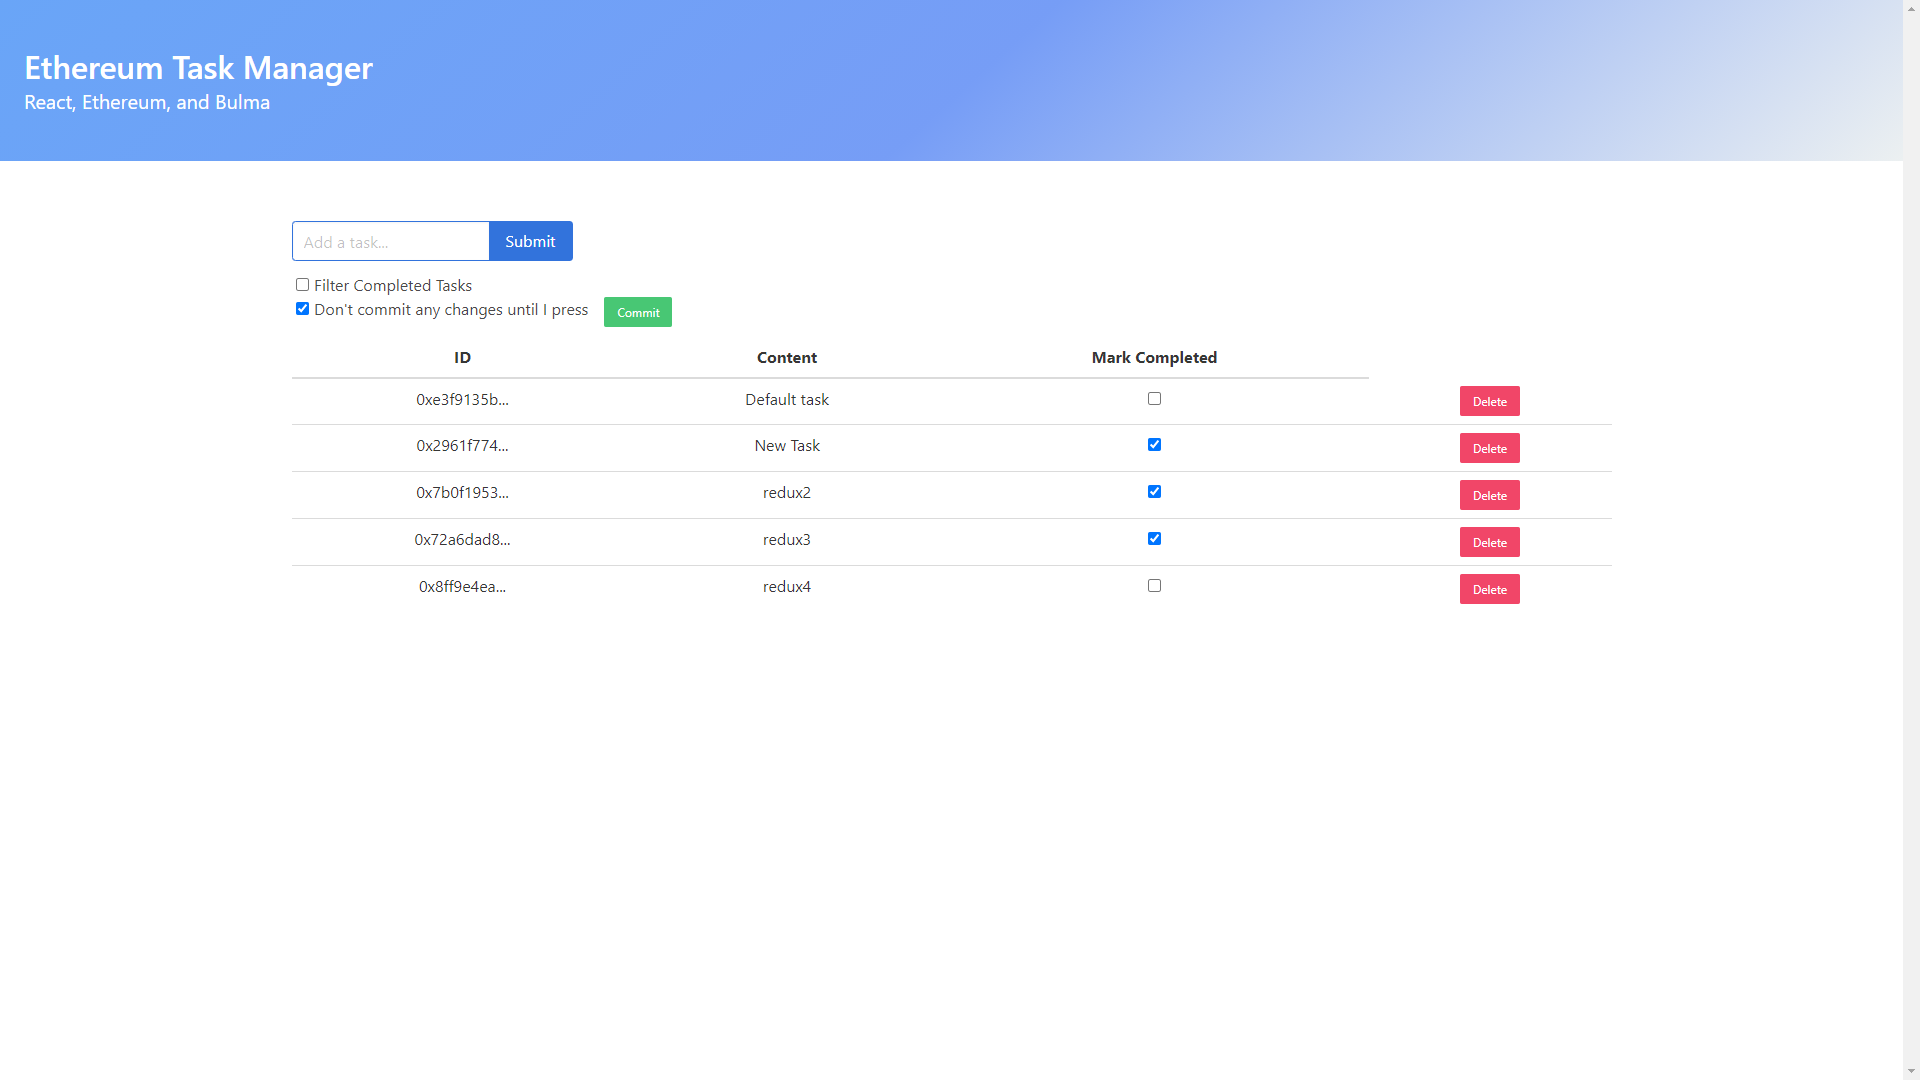 Ethereum Task Manager
React, Ethereum, and Bulma
Add a task...
Submit
Filter Completed Tasks
Don't commit any changes until I press Commit
ID Content Mark Completed
0xe3f9135b... Default task Delete
0x2961f774... New Task Delete
0x7b0f1953... redux2 Delete
0x72a6dad8... redux3 Delete
0x8ff9e4ea... redux4 Delete